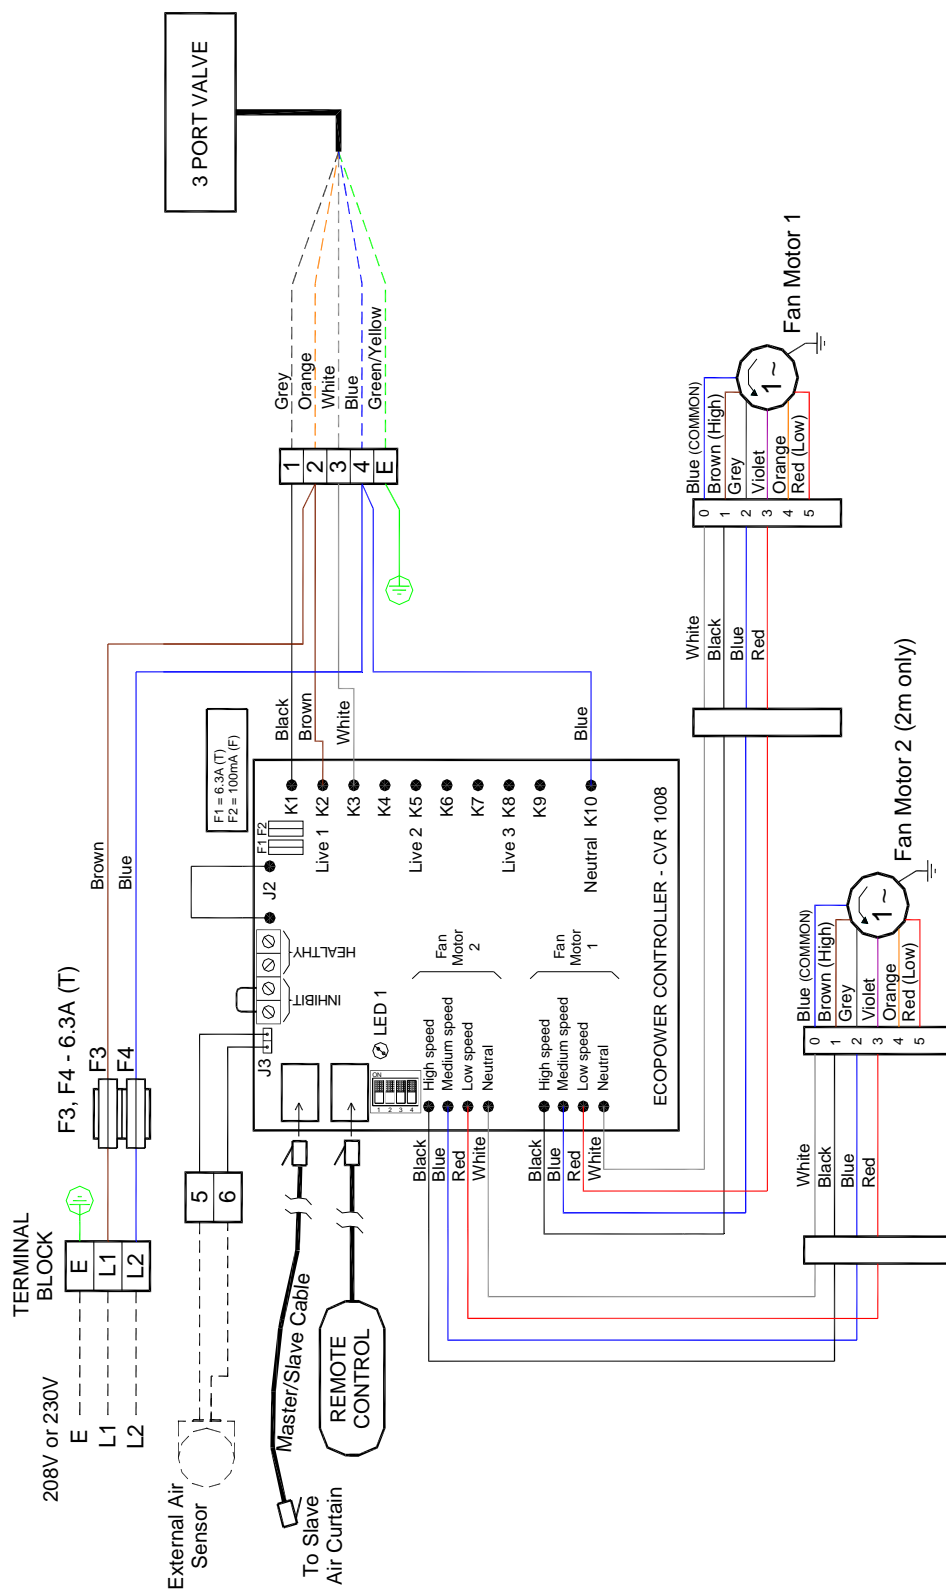 3 PORT VALVE
Grey
Orange
White
Blue
Green/Yellow
1
2
3
4
E
TERMINAL
BLOCK
208V or 230V
E
L1
L2
E
L1
L2
F3, F4 - 6.3A (T)
F3
F4
Brown
Blue
External Air
Sensor
5
6
To Slave
Air Curtain
Master/Slave Cable
REMOTE
CONTROL
F1 = 6.3A (T)
F2 = 100mA (F)
F1
F2
J2
HEALTHY
INHIBIT
J3
LED 1
ON
1
2
3
4
Black
Brown
White
Blue
K1
K2
K3
K4
K5
K6
K7
K8
K9
K10
Live 1
Live 2
Live 3
Neutral
High speed
Medium speed
Low speed
Neutral
Fan
Motor
2
High speed
Medium speed
Low speed
Neutral
Fan
Motor
1
ECOPOWER CONTROLLER - CVR 1008
Black
Blue
Red
White
Black
Blue
Red
White
White
Black
Blue
Red
0
1
2
3
4
5
Blue (COMMON)
Brown (High)
Grey
Violet
Orange
Red (Low)
1 ~
Fan Motor 1
White
Black
Blue
Red
0
1
2
3
4
5
Blue (COMMON)
Brown (High)
Grey
Violet
Orange
Red (Low)
1 ~
Fan Motor 2 (2m only)